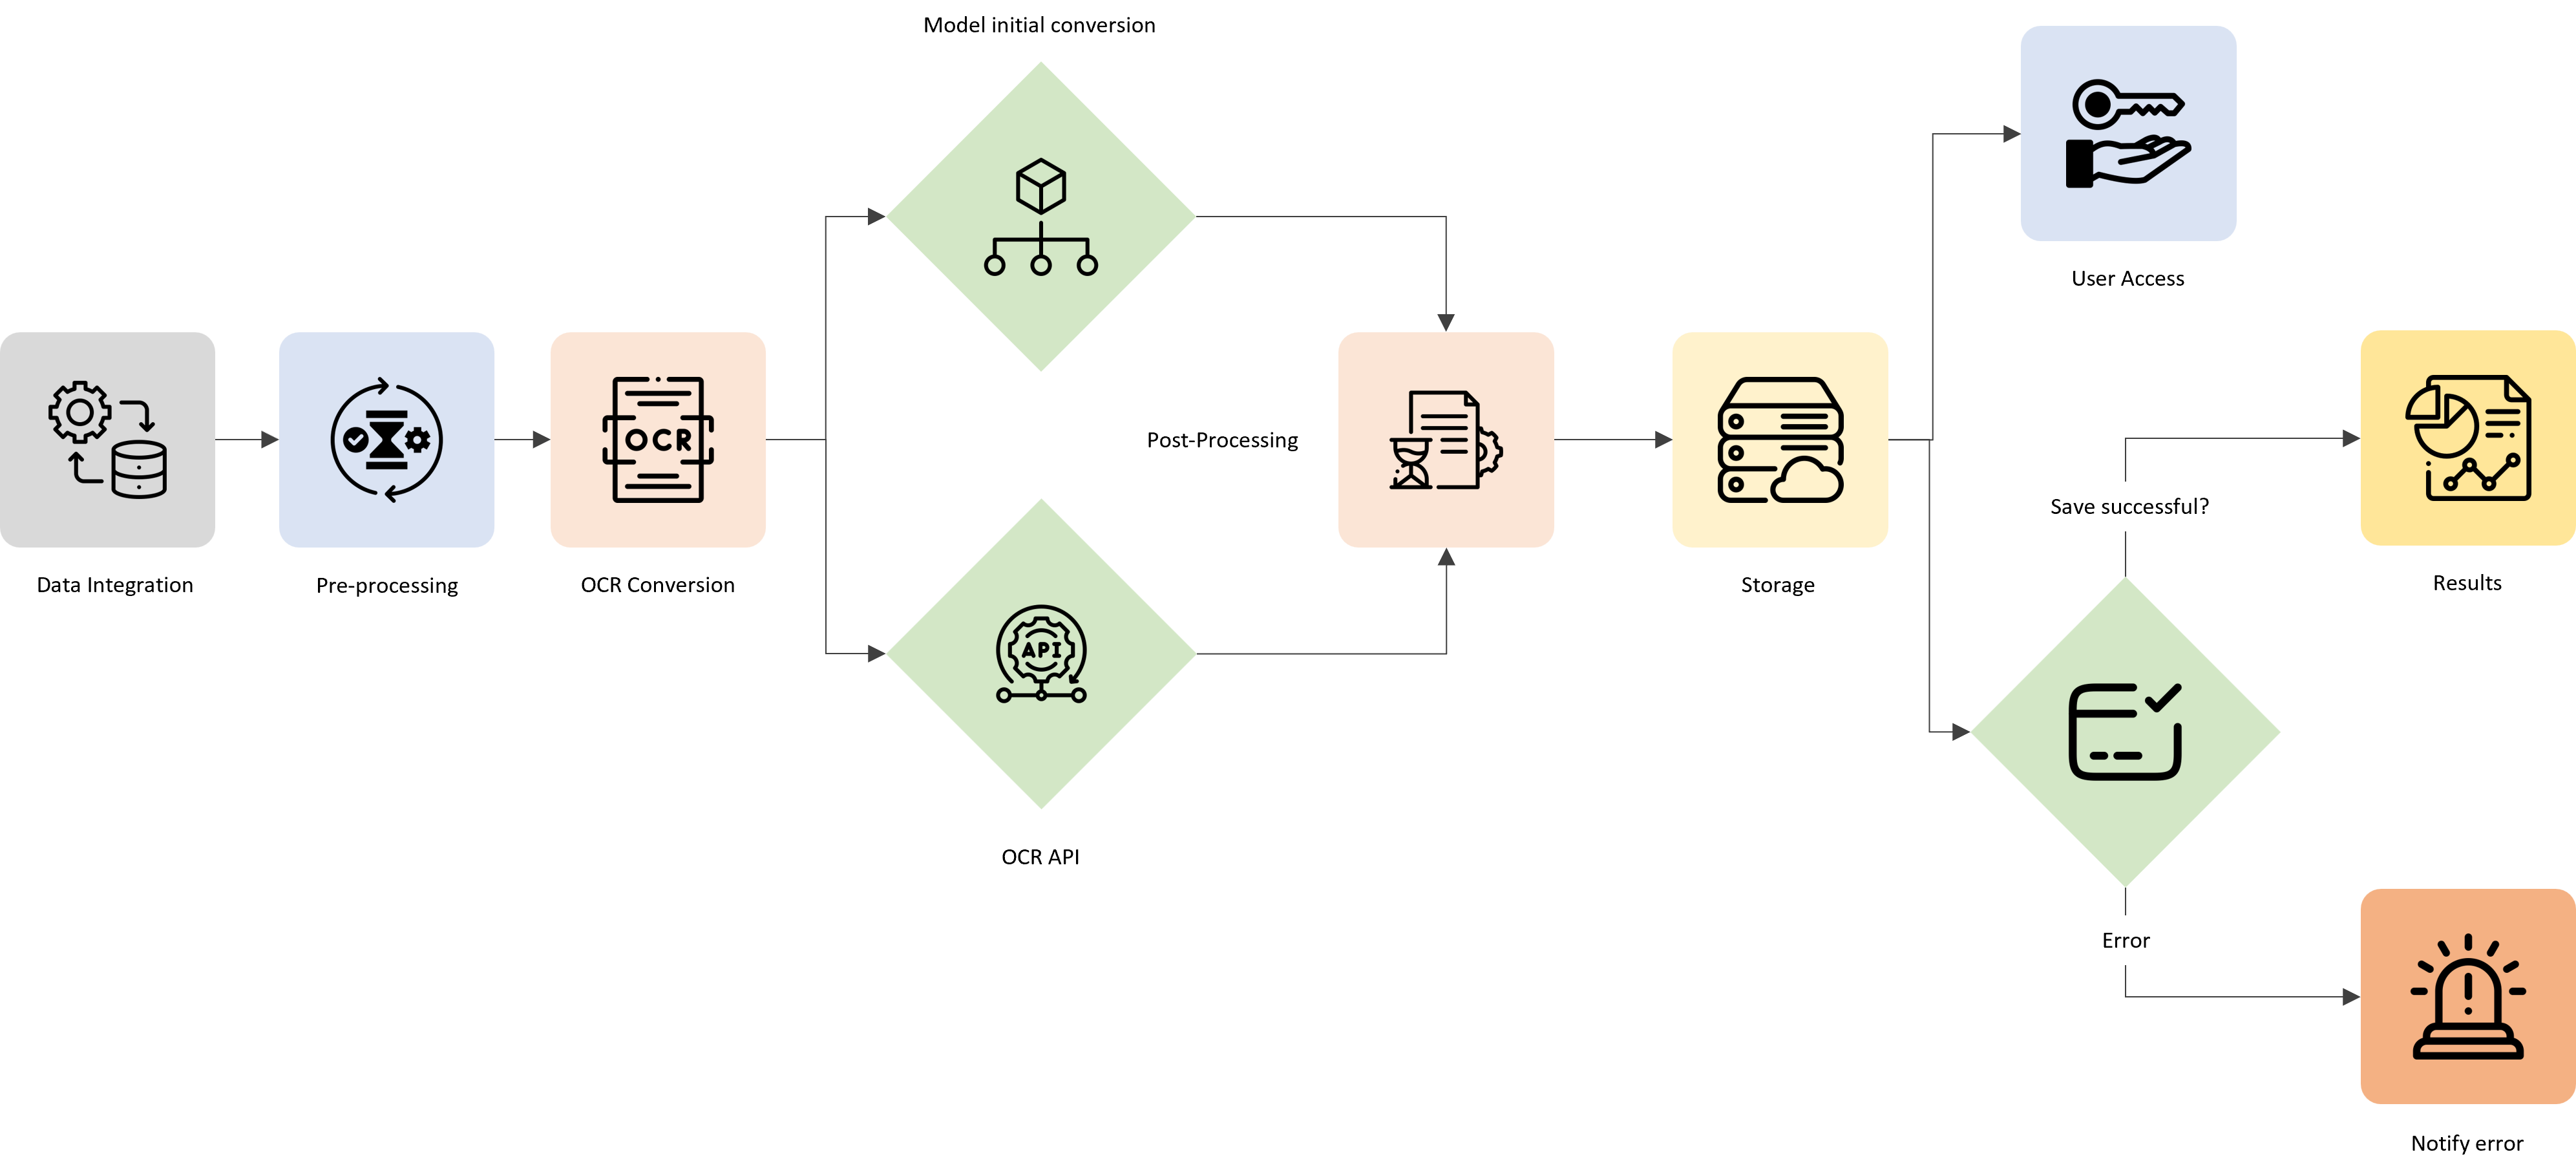 Model initial conversion
User Access
OCR
Post-Processing
Save successful?
Data Integration
Pre-processing
OCR Conversion
Storage
Results
API
OCR API
Error
Notify error